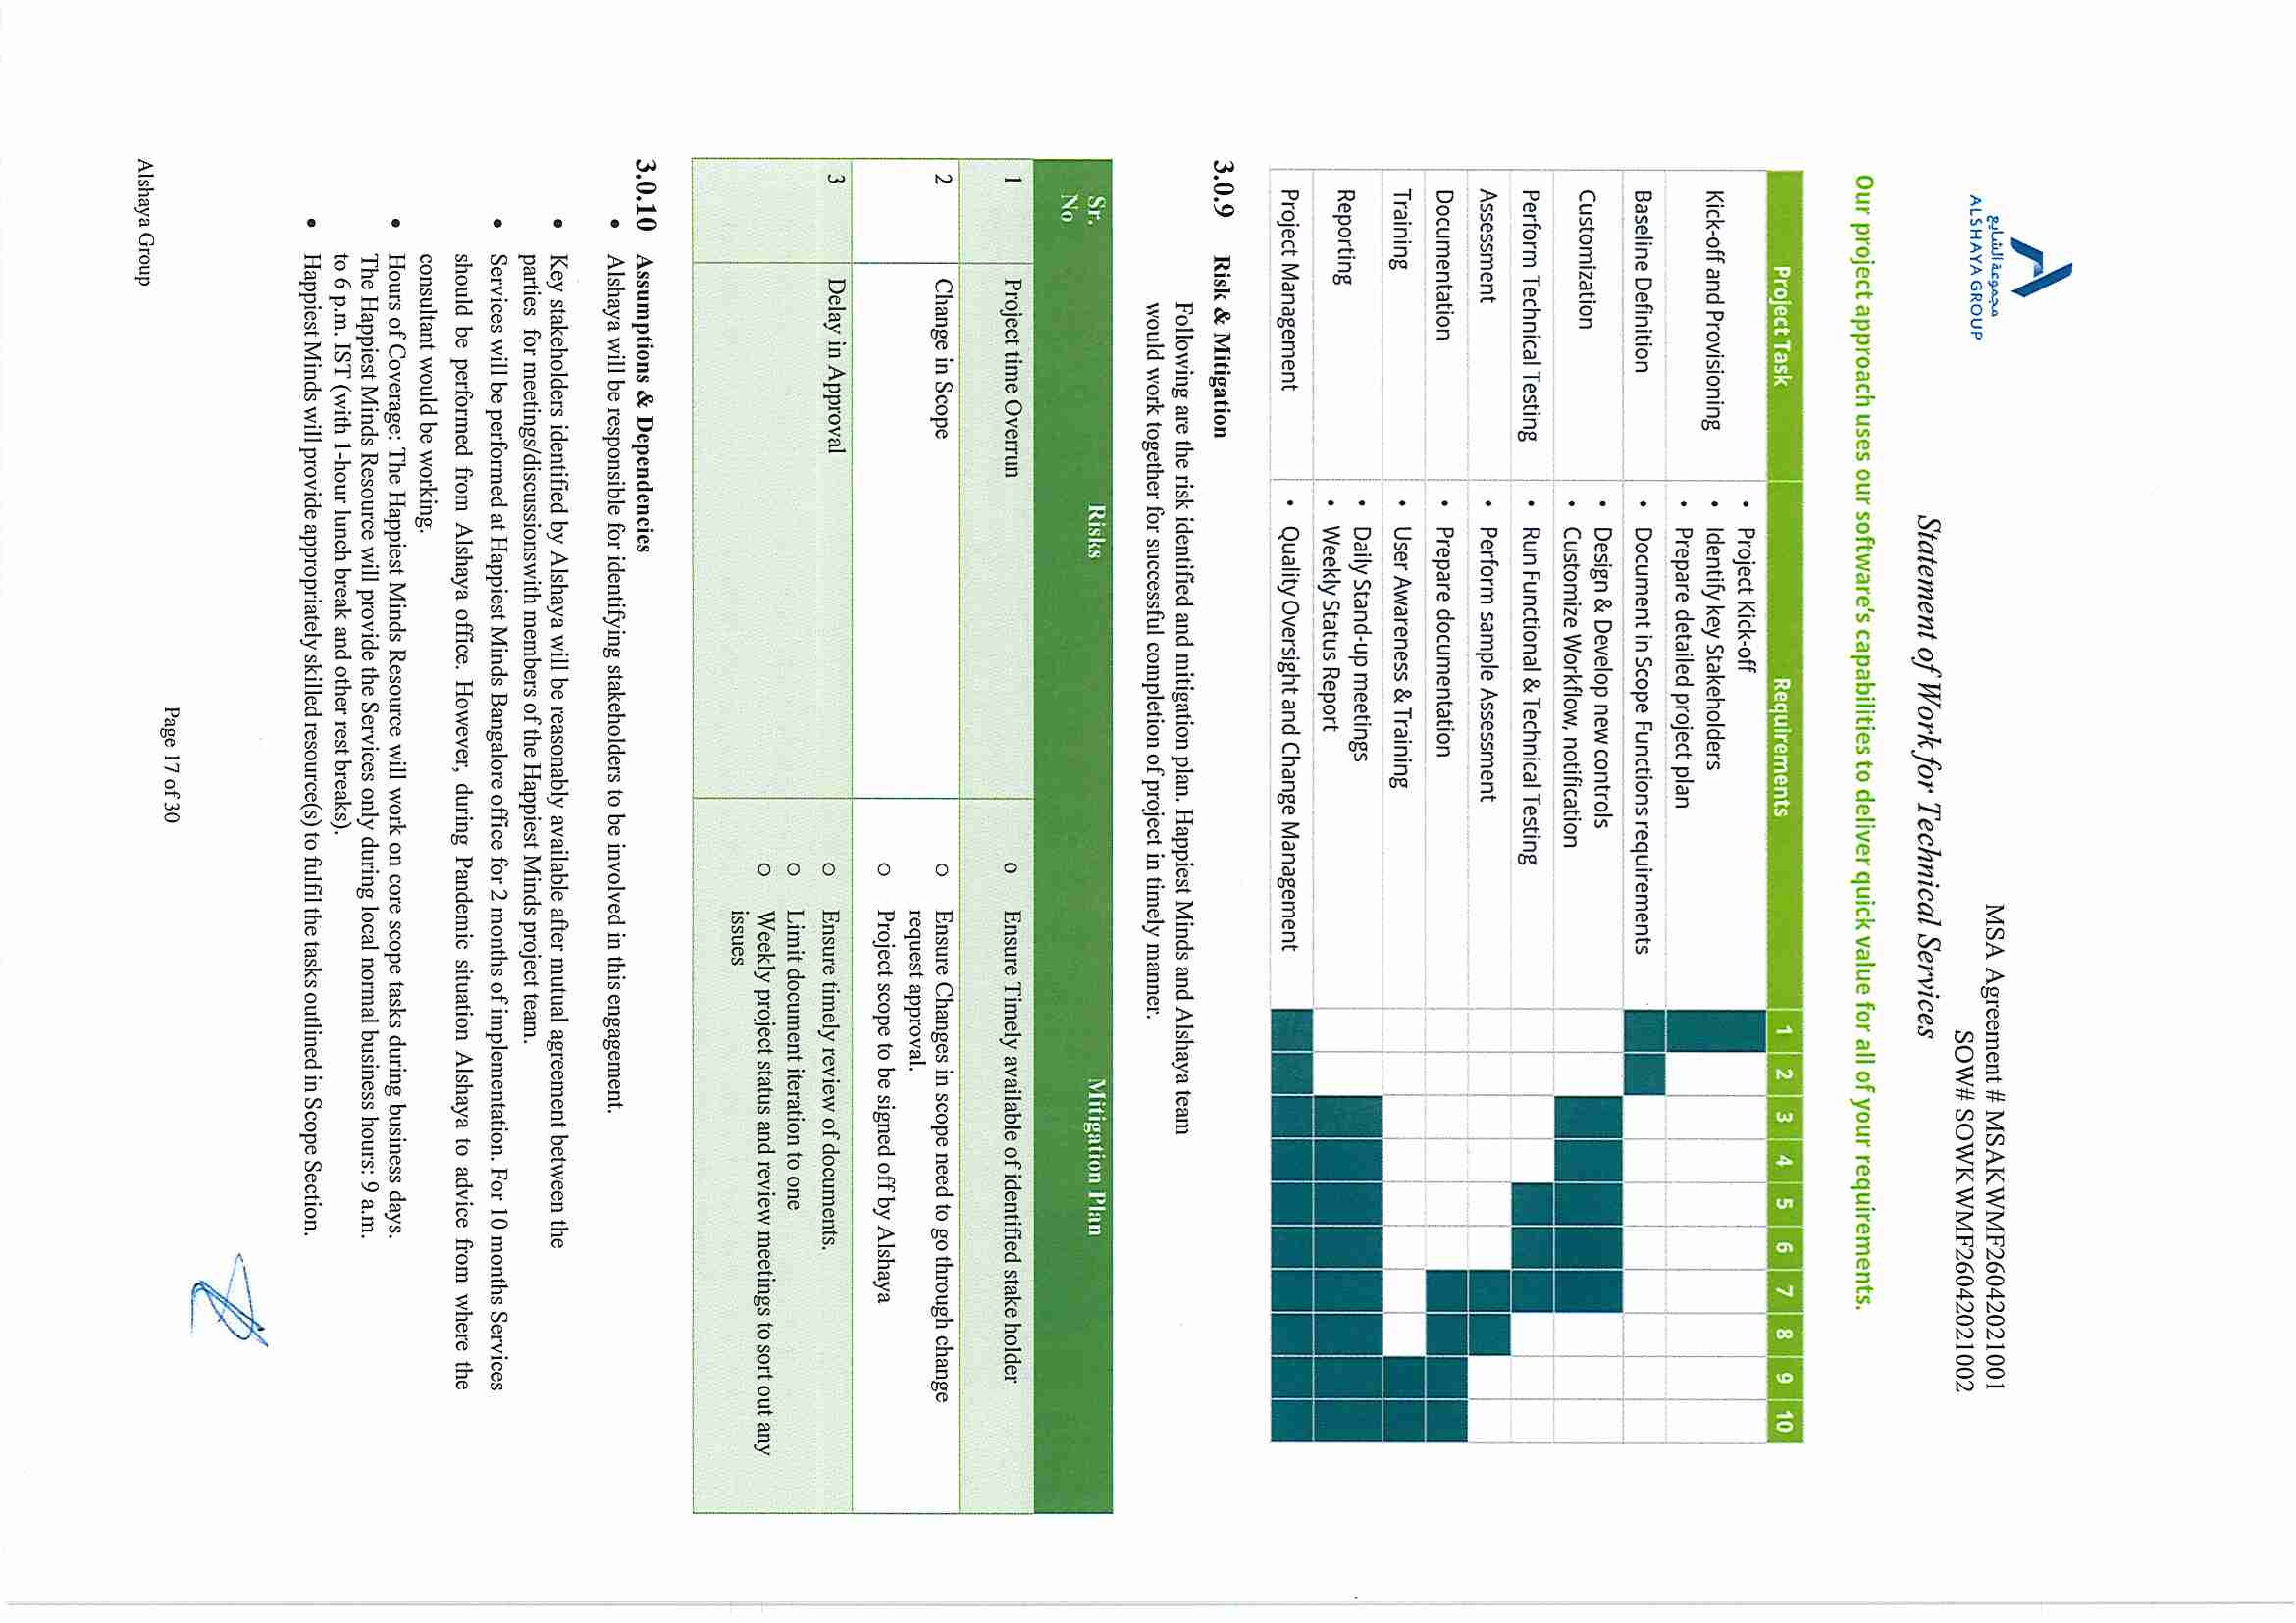 مجموعة الشايع
ALSHAYA GROUP
MSA Agreement # MSAKWMF26042021001
SOW# SOWKWMF26042021002
Statement of Work for Technical Services
Our project approach uses our software's capabilities to deliver quick value for all of your requirements.
Project Task Requirements 1 2 3 4 5 6 7 8 9 10
Kick-off and Provisioning
• Project Kick-off
• Identify key Stakeholders
• Prepare detailed project plan
Baseline Definition • Document in Scope Functions requirements
Customization
• Design & Develop new controls
• Customize Workflow, notification
Perform Technical Testing • Run Functional & Technical Testing
Assessment • Perform sample Assessment
Documentation • Prepare documentation
Training • User Awareness & Training
Reporting
• Daily Stand-up meetings
• Weekly Status Report
Project Management • Quality Oversight and Change Management
3.0.9 Risk & Mitigation
Following are the risk identified and mitigation plan. Happiest Minds and Alshaya team
would work together for successful completion of project in timely manner.
Sr. No Risks Mitigation Plan
1 Project time Overrun o Ensure Timely available of identified stake holder
2 Change in Scope o Ensure Changes in scope need to go through change
request approval.
o Project scope to be signed off by Alshaya
3 Delay in Approval o Ensure timely review of documents.
o Limit document iteration to one
o Weekly project status and review meetings to sort out any
issues
3.0.10 Assumptions & Dependencies
• Alshaya will be responsible for identifying stakeholders to be involved in this engagement.
• Key stakeholders identified by Alshaya will be reasonably available after mutual agreement between the
parties for meetings/discussionswith members of the Happiest Minds project team.
• Services will be performed at Happiest Minds Bangalore office for 2 months of implementation. For 10 months Services
should be performed from Alshaya office. However, during Pandemic situation Alshaya to advice from where the
consultant would be working.
• Hours of Coverage: The Happiest Minds Resource will work on core scope tasks during business days.
The Happiest Minds Resource will provide the Services only during local normal business hours: 9 a.m.
to 6 p.m. IST (with 1-hour lunch break and other rest breaks).
• Happiest Minds will provide appropriately skilled resource(s) to fulfil the tasks outlined in Scope Section.
Page 17 of 30
Alshaya Group